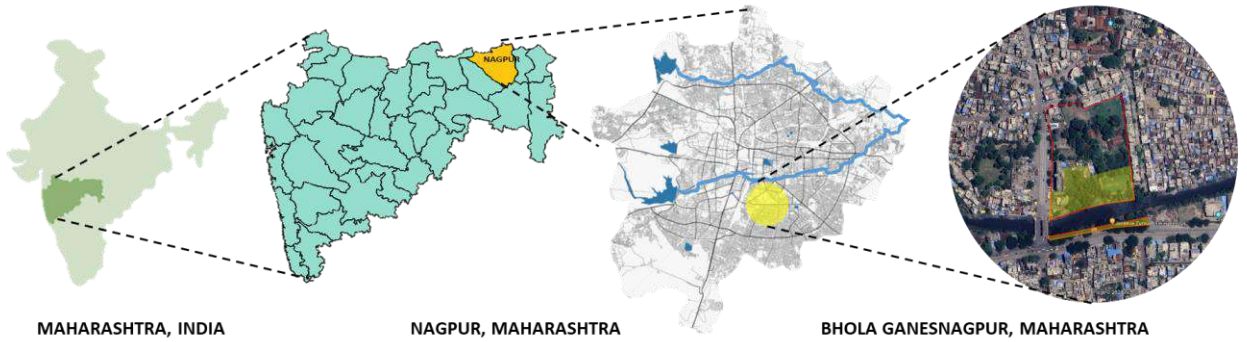 NAGPUR
MAHARASHTRA, INDIA
NAGPUR, MAHARASHTRA
BHOLA GANESNAGPUR, MAHARASHTRA